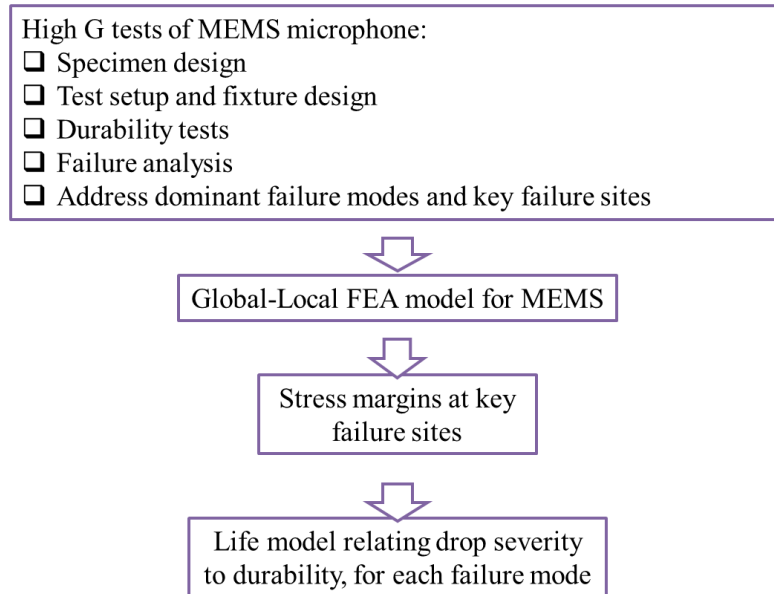 High G tests of MEMS microphone:
❑ Specimen design
❑ Test setup and fixture design
❑ Durability tests
❑ Failure analysis
❑ Address dominant failure modes and key failure sites
Global-Local FEA model for MEMS
Stress margins at key
failure sites
Life model relating drop severity
to durability, for each failure mode